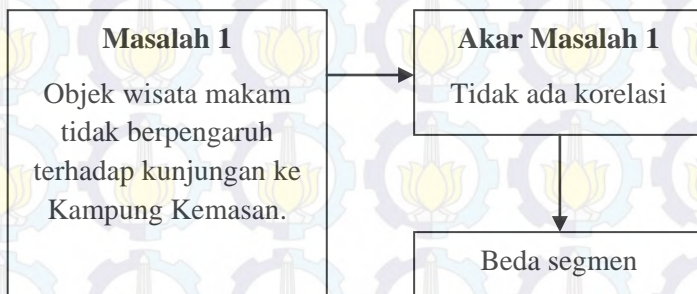 Masalah 1
Objek wisata makam
tidak berpengaruh
terhadap kunjungan ke
Kampung Kemasan.
Akar Masalah 1
Tidak ada korelasi
Beda segmen